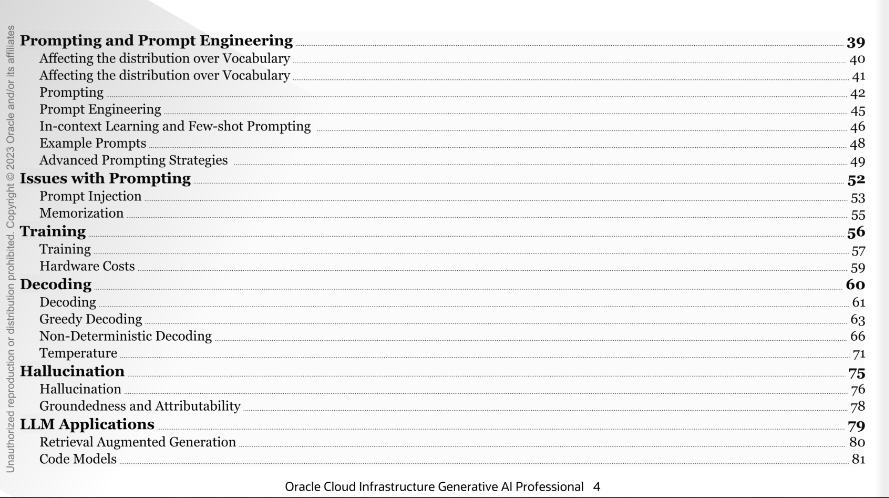 Prompting and Prompt Engineering 39
Affecting the distribution over Vocabulary 40
Affecting the distribution over Vocabulary 41
Prompting 42
Prompt Engineering 45
In-context Learning and Few-shot Prompting 46
Example Prompts 48
Advanced Prompting Strategies 49
Issues with Prompting 52
Prompt Injection 53
Memorization 55
Training 56
Training 57
Hardware Costs 59
Decoding 60
Decoding 61
Greedy Decoding 63
Non-Deterministic Decoding 66
Temperature 71
Hallucination 75
Hallucination 76
Groundedness and Attributability 78
LLM Applications 79
Retrieval Augmented Generation 80
Code Models 81
Oracle Cloud Infrastructure Generative AI Professional 4
Unauthorized reproduction or distribution prohibited. Copyright © 2023 Oracle and/or its affiliates